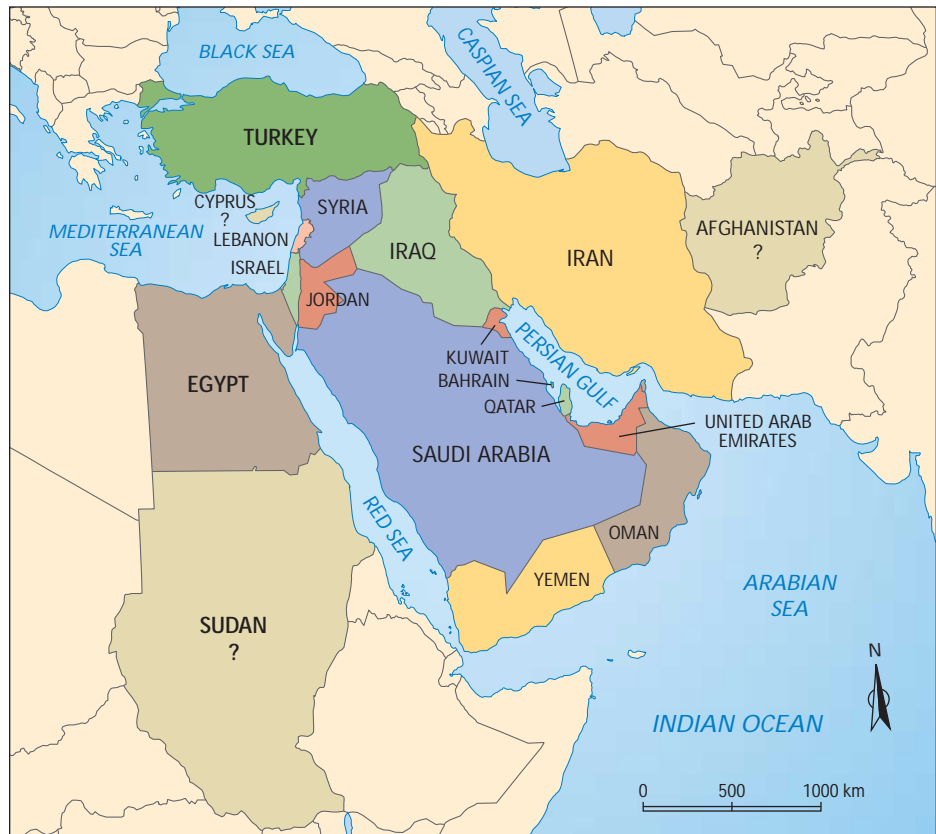 BLACK SEA
CASPIAN SEA
TURKEY
CYPRUS
?
SYRIA
MEDITERRANEAN
SEA
LEBANON
ISRAEL
IRAQ
IRAN
AFGHANISTAN
?
JORDAN
KUWAIT
BAHRAIN
QATAR
PERSIAN GULF
EGYPT
UNITED ARAB
EMIRATES
SAUDI ARABIA
RED SEA
OMAN
YEMEN
ARABIAN
SEA
SUDAN
?
N
INDIAN OCEAN
0 500 1000 km